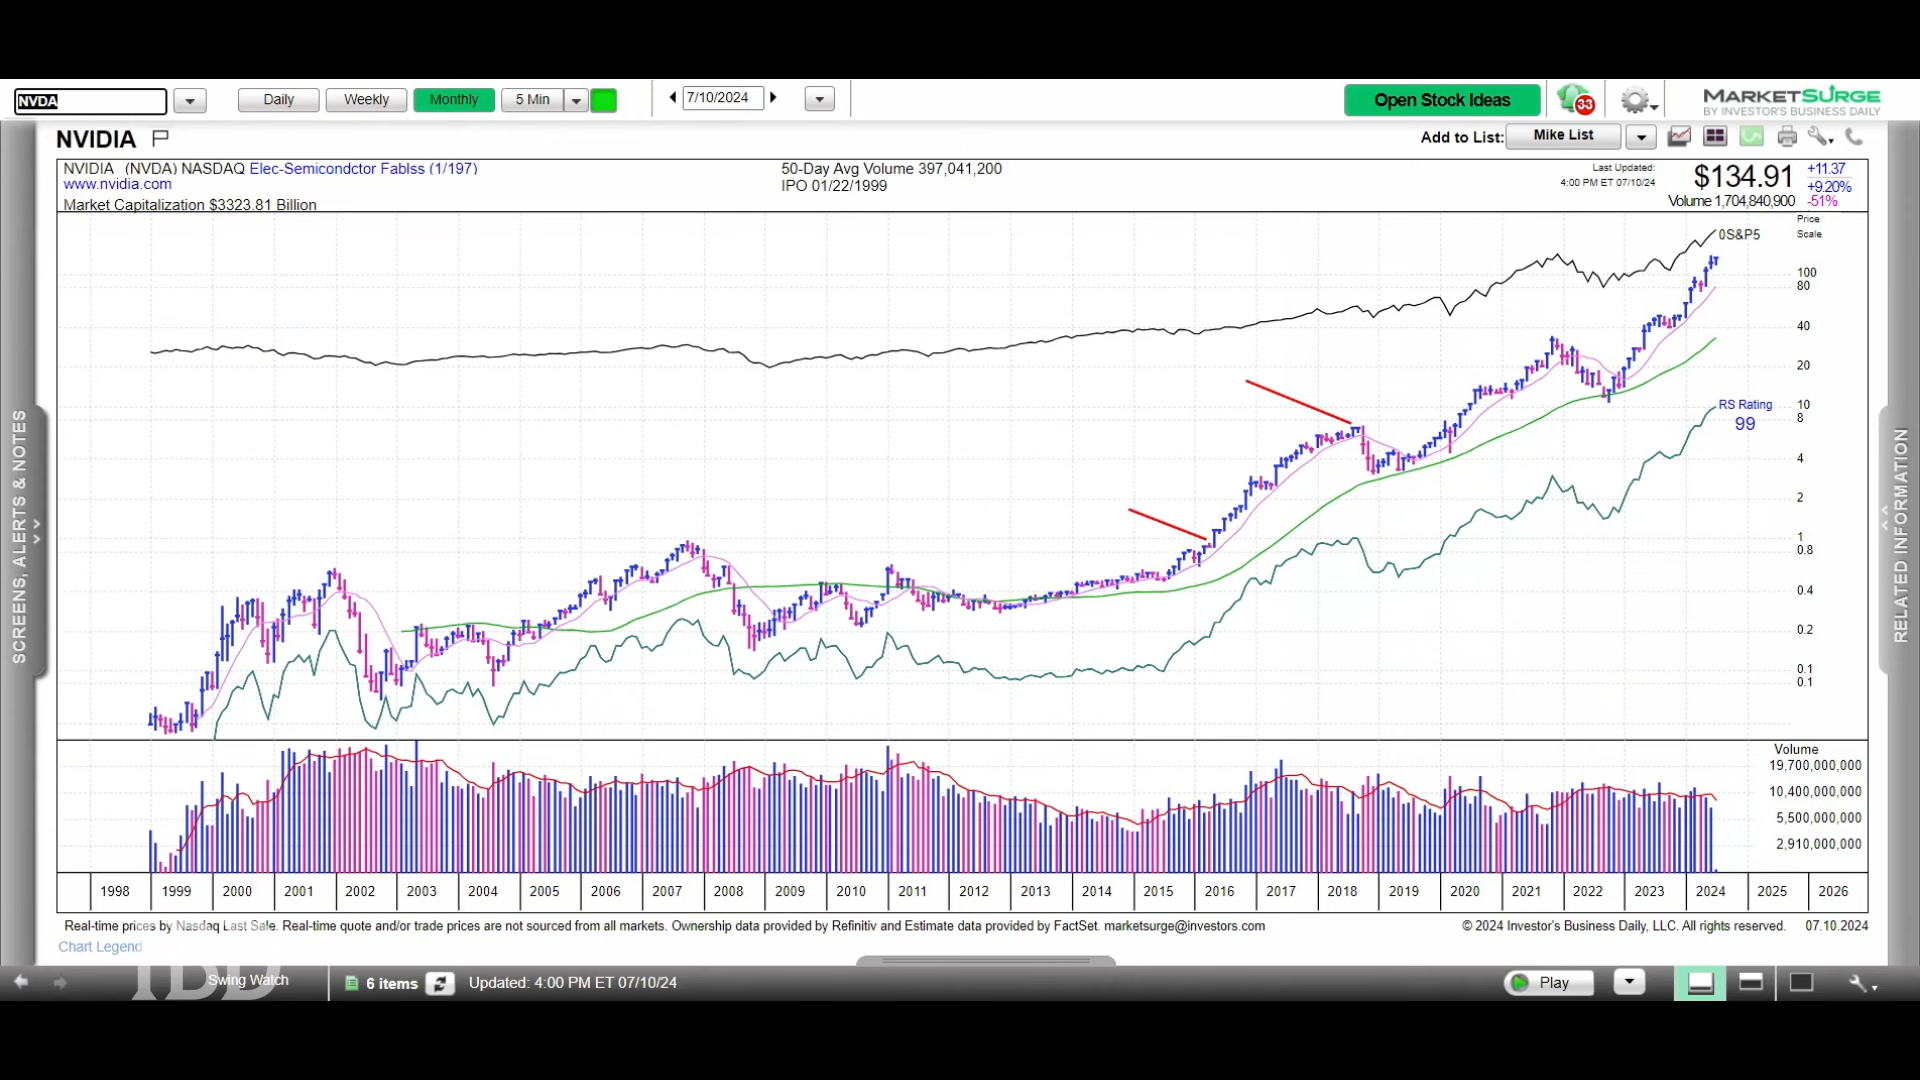 NVDA
Daily
Weekly
Monthly
5 Min
7/10/2024
Open Stock Ideas
33
MARKETSURGE
BY INVESTOR'S BUSINESS DAILY
NVIDIA
Add to List:
Mike List
NVIDIA (NVDA) NASDAQ Elec-Semicondctor Fablss (1/197)
www.nvidia.com
Market Capitalization $3323.81 Billion
50-Day Avg Volume 397,041,200
IPO 01/22/1999
Last Updated:
4:00 PM ET 07/10/24
$134.91
+11.37
+9.20%
Volume 1,704,840,900
-51%
Price
Scale
0S&P5
100
80
40
20
10
8
RS Rating
99
4
2
1
0.8
0.4
0.2
0.1
0.1
Volume
19,700,000,000
10,400,000,000
5,500,000,000
2,910,000,000
1998
1999
2000
2001
2002
2003
2004
2005
2006
2007
2008
2009
2010
2011
2012
2013
2014
2015
2016
2017
2018
2019
2020
2021
2022
2023
2024
2025
2026
Real-time prices by Nasdaq Last Sale. Real-time quote and/or trade prices are not sourced from all markets. Ownership data provided by Refinitiv and Estimate data provided by FactSet. marketsurge@investors.com
© 2024 Investor's Business Daily, LLC. All rights reserved.
07.10.2024
Chart Legend
IBD
Swing Watch
6 items
Updated: 4:00 PM ET 07/10/24
Play
SCREENS, ALERTS & NOTES
RELATED INFORMATION